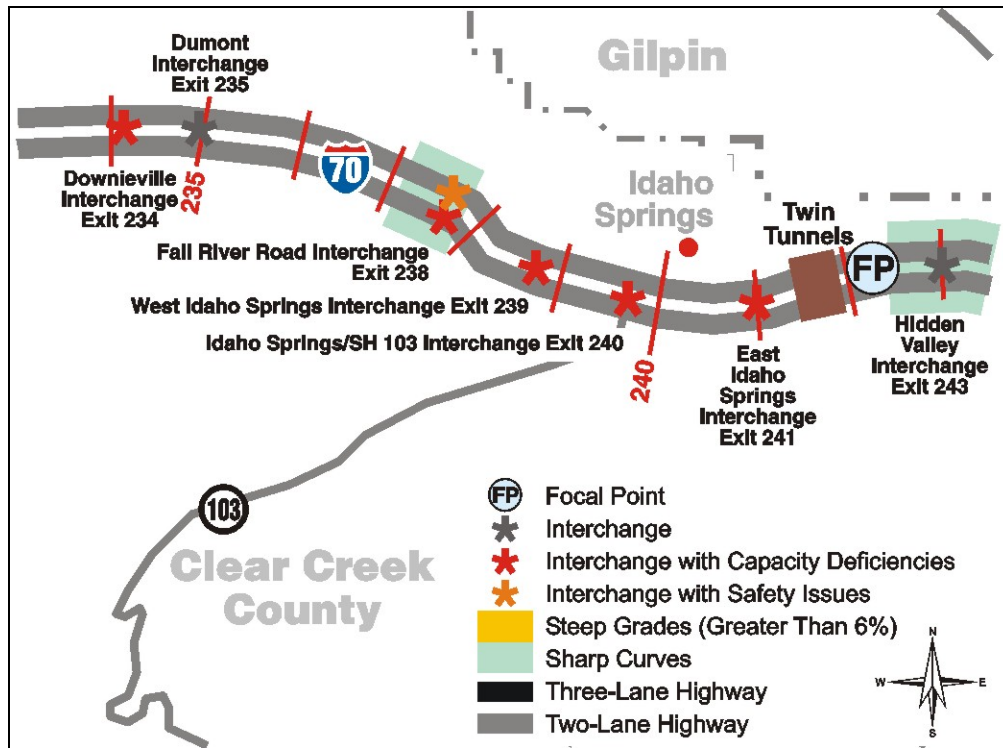 Dumont
Interchange
Exit 235
Gilpin
70
Downieville
Interchange
Exit 234
235
Idaho
Springs
Twin
Tunnels
FP
Fall River Road Interchange
Exit 238
West Idaho Springs Interchange Exit 239
Idaho Springs/SH 103 Interchange Exit 240
240
East
Idaho
Springs
Interchange
Exit 241
Hidden
Valley
Interchange
Exit 243
103
Clear Creek
County
FP Focal Point
Interchange
Interchange with Capacity Deficiencies
Interchange with Safety Issues
Steep Grades (Greater Than 6%)
Sharp Curves
Three-Lane Highway
Two-Lane Highway
N
W E
S